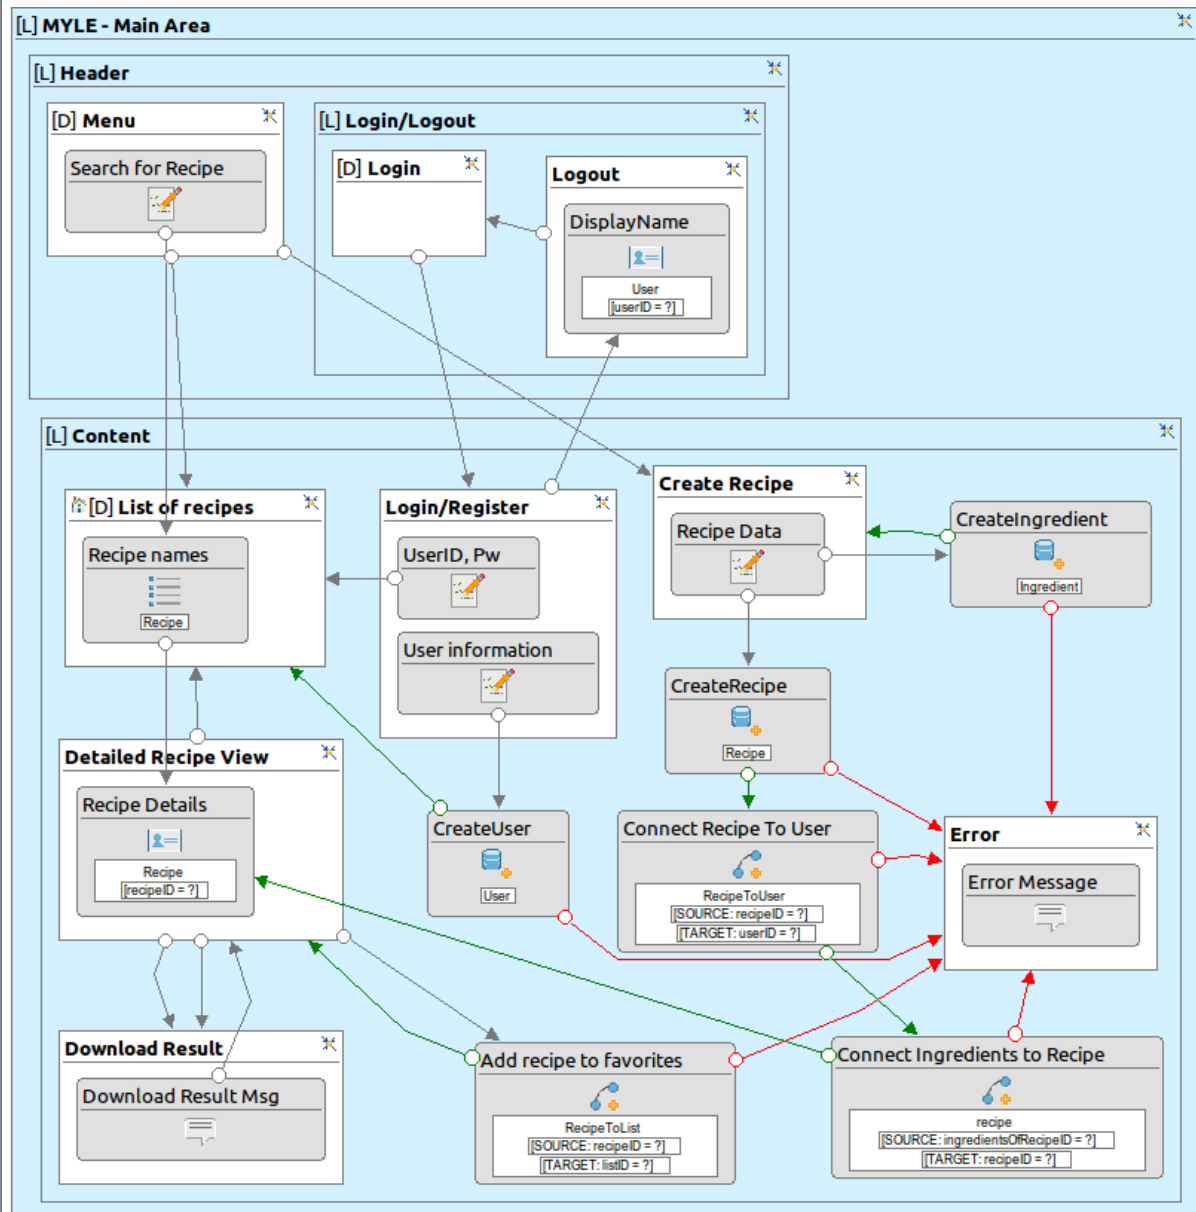 [L] MYLE - Main Area
[L] Header
[D] Menu
Search for Recipe
[L] Login/Logout
[D] Login
Logout
DisplayName
User
[userID = ?]
[L] Content
[D] List of recipes
Recipe names
Recipe
Login/Register
UserID, Pw
User information
Create Recipe
Recipe Data
CreateIngredient
Ingredient
CreateRecipe
Recipe
Detailed Recipe View
Recipe Details
Recipe
[recipeID = ?]
CreateUser
User
Connect Recipe To User
RecipeToUser
[SOURCE: recipeID = ?]
[TARGET: userID = ?]
Error
Error Message
Download Result
Download Result Msg
Add recipe to favorites
RecipeToList
[SOURCE: recipeID = ?]
[TARGET: listID = ?]
Connect Ingredients to Recipe
recipe
[SOURCE: ingredientsOfRecipeID = ?]
[TARGET: recipeID = ?]